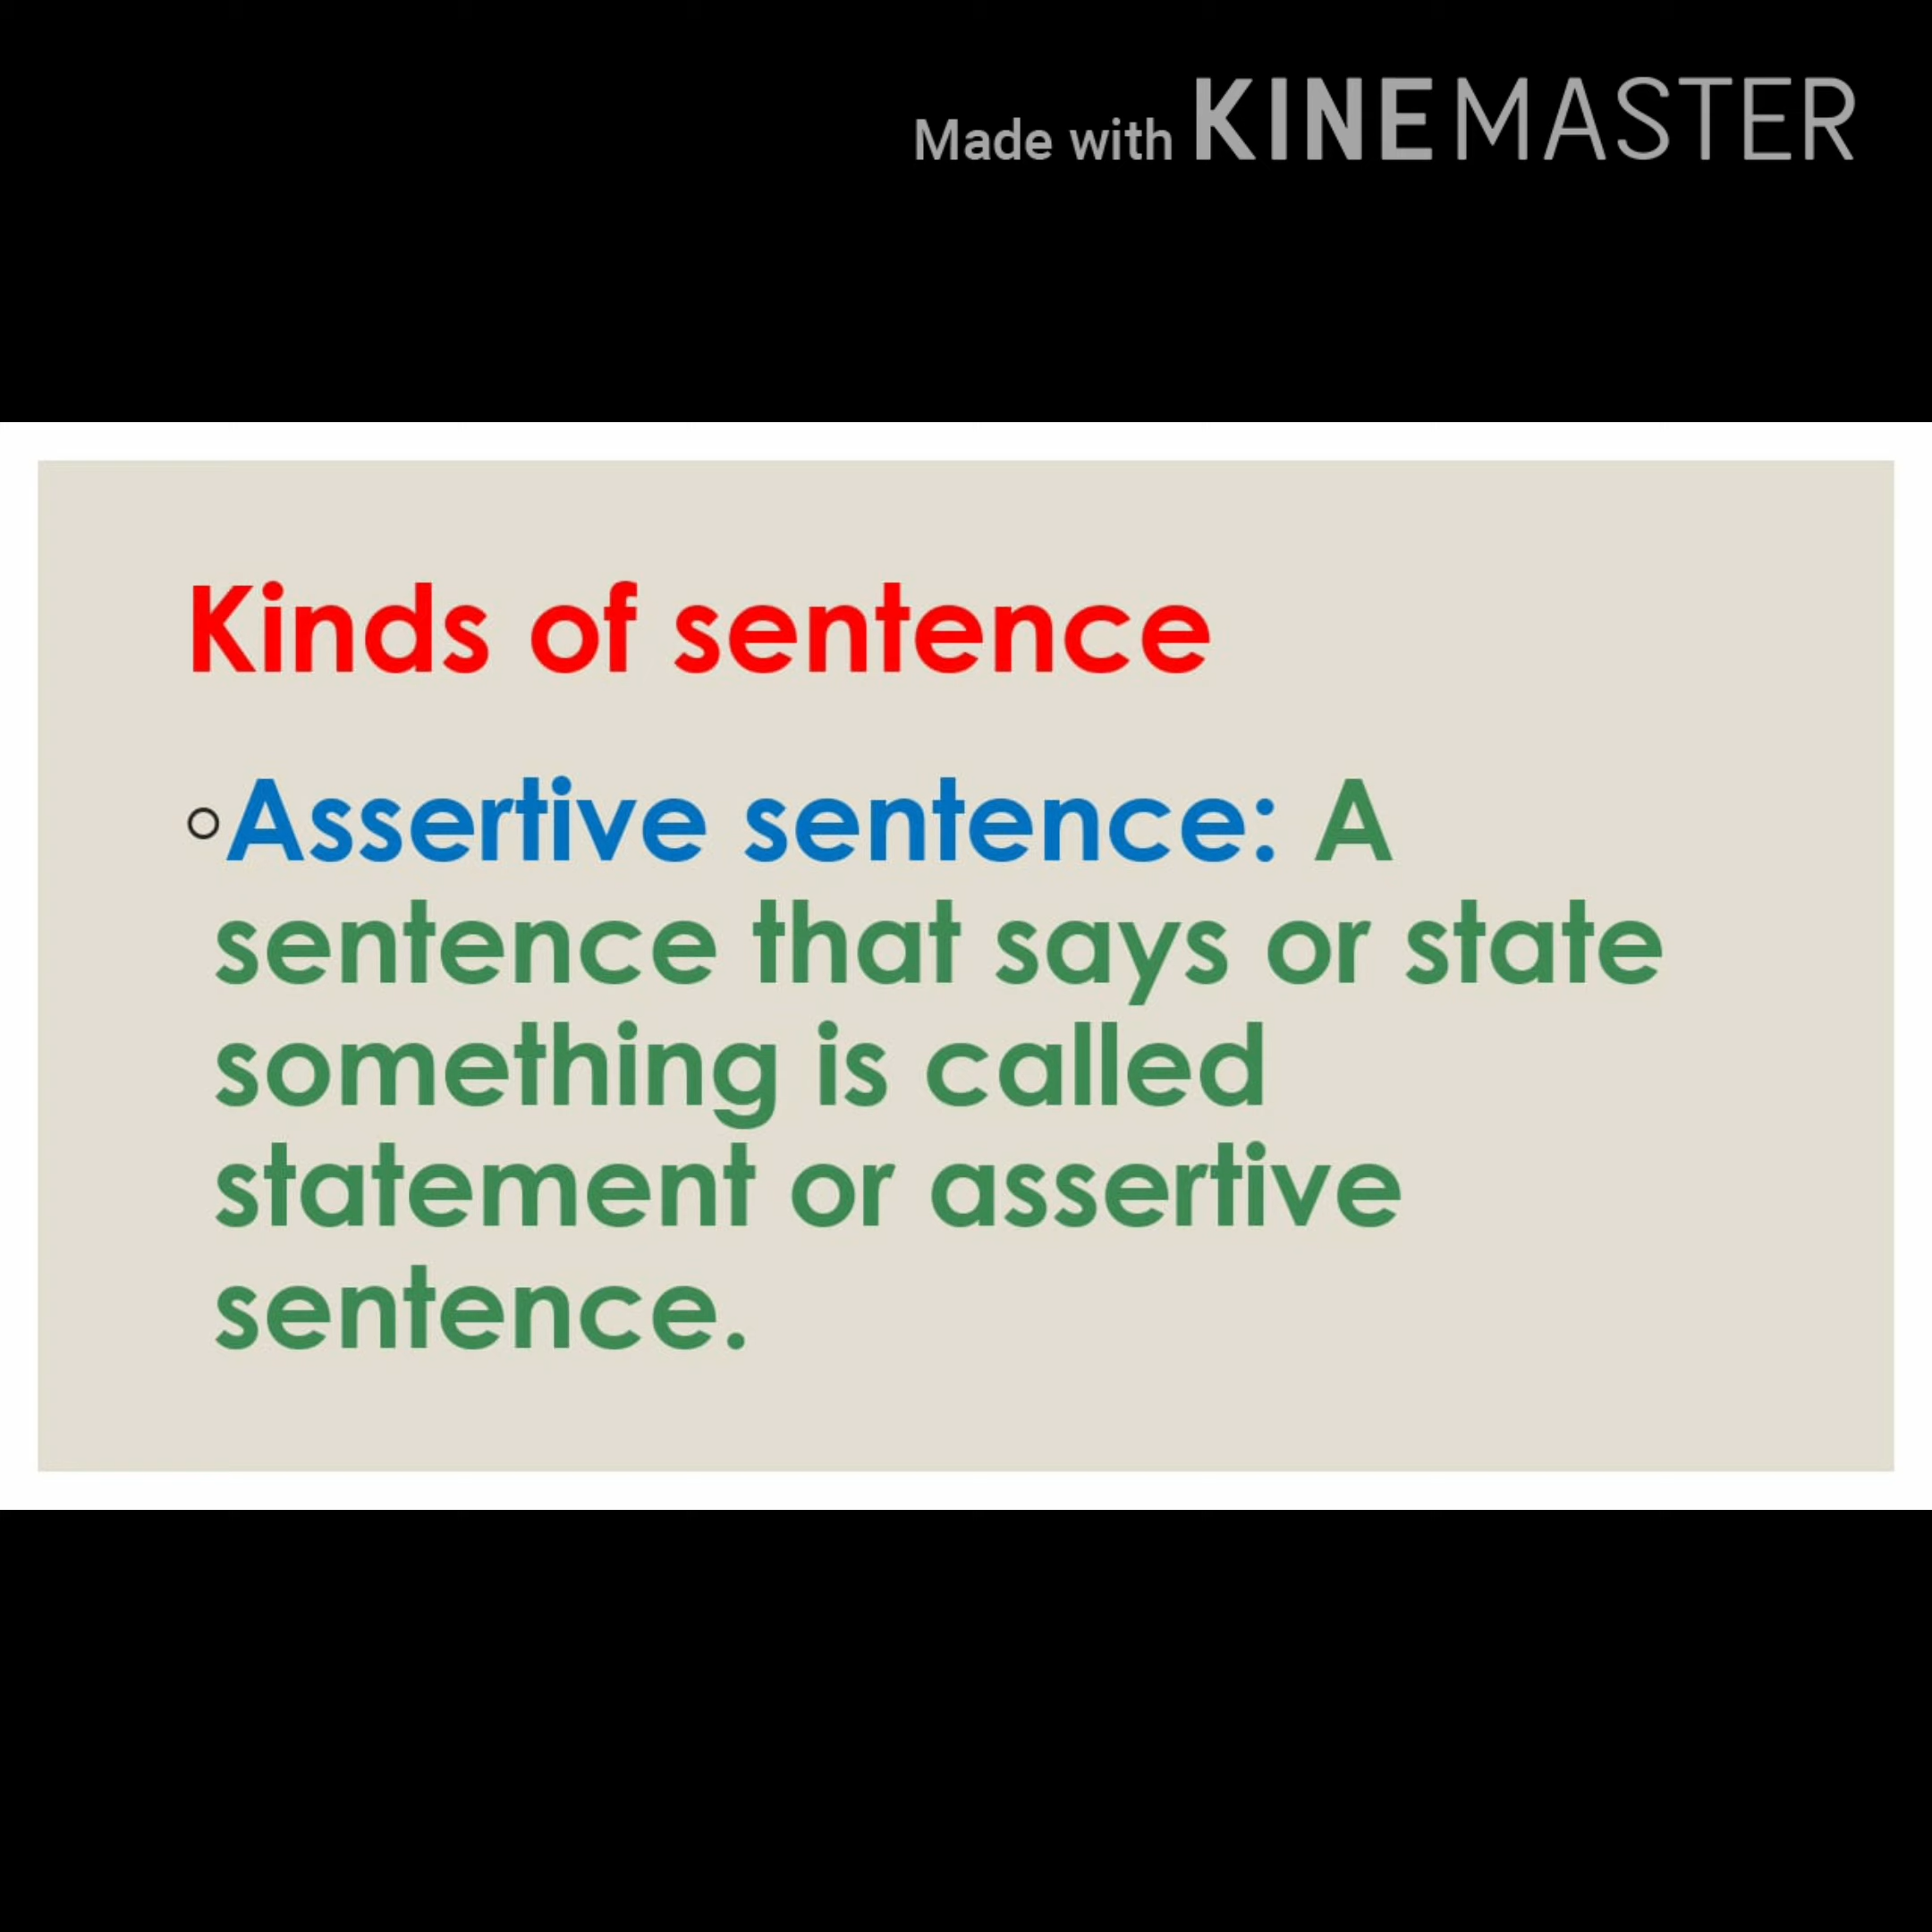 Made with KINEMASTER
Kinds of sentence
Assertive sentence: A
sentence that says or state
something is called
statement or assertive
sentence.